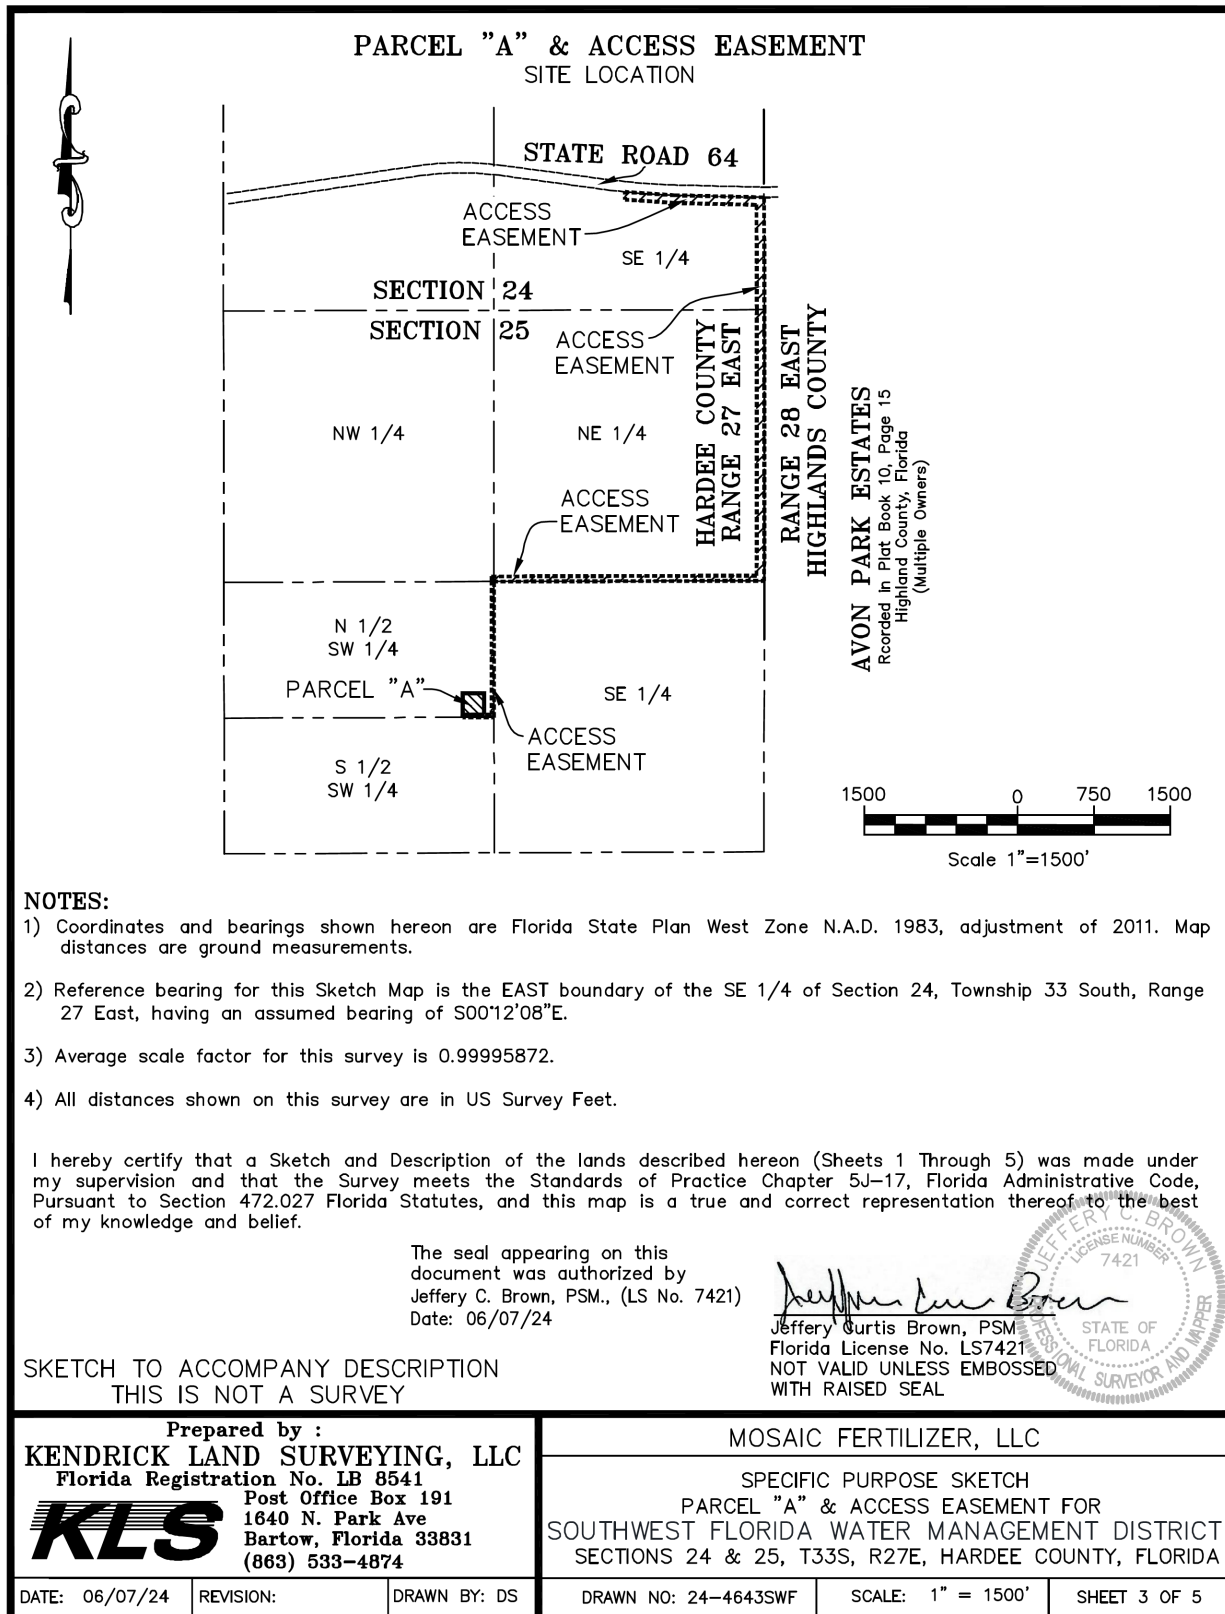 PARCEL "A" & ACCESS EASEMENT
SITE LOCATION
STATE ROAD 64
ACCESS
EASEMENT
SE 1/4
SECTION 24
SECTION 25
ACCESS
EASEMENT
HARDEE COUNTY
RANGE 27 EAST
RANGE 28 EAST
HIGHLANDS COUNTY
AVON PARK ESTATES
Rcorded in Plat Book 10, Page 15
Highland County, Florida
(Multiple Owners)
NW 1/4
NE 1/4
ACCESS
EASEMENT
N 1/2
SW 1/4
PARCEL "A"
SE 1/4
ACCESS
EASEMENT
S 1/2
SW 1/4
1500 0 750 1500
Scale 1"=1500'
NOTES:
1) Coordinates and bearings shown hereon are Florida State Plan West Zone N.A.D. 1983, adjustment of 2011. Map
distances are ground measurements.
2) Reference bearing for this Sketch Map is the EAST boundary of the SE 1/4 of Section 24, Township 33 South, Range
27 East, having an assumed bearing of S00°12'08"E.
3) Average scale factor for this survey is 0.99995872.
4) All distances shown on this survey are in US Survey Feet.
I hereby certify that a Sketch and Description of the lands described hereon (Sheets 1 Through 5) was made under
my supervision and that the Survey meets the Standards of Practice Chapter 5J-17, Florida Administrative Code,
Pursuant to Section 472.027 Florida Statutes, and this map is a true and correct representation thereof to the best
of my knowledge and belief.
The seal appearing on this
document was authorized by
Jeffery C. Brown, PSM., (LS No. 7421)
Date: 06/07/24
Jeffery Curtis Brown, PSM
Florida License No. LS7421
NOT VALID UNLESS EMBOSSED
WITH RAISED SEAL
JEFFERY C. BROWN
LICENSE NUMBER
7421
STATE OF
FLORIDA
PROFESSIONAL SURVEYOR AND MAPPER
SKETCH TO ACCOMPANY DESCRIPTION
THIS IS NOT A SURVEY
Prepared by :
KENDRICK LAND SURVEYING, LLC
Florida Registration No. LB 8541
KLS
Post Office Box 191
1640 N. Park Ave
Bartow, Florida 33831
(863) 533-4874
MOSAIC FERTILIZER, LLC
SPECIFIC PURPOSE SKETCH
PARCEL "A" & ACCESS EASEMENT FOR
SOUTHWEST FLORIDA WATER MANAGEMENT DISTRICT
SECTIONS 24 & 25, T33S, R27E, HARDEE COUNTY, FLORIDA
DATE: 06/07/24 REVISION: DRAWN BY: DS DRAWN NO: 24-4643SWF SCALE: 1" = 1500' SHEET 3 OF 5